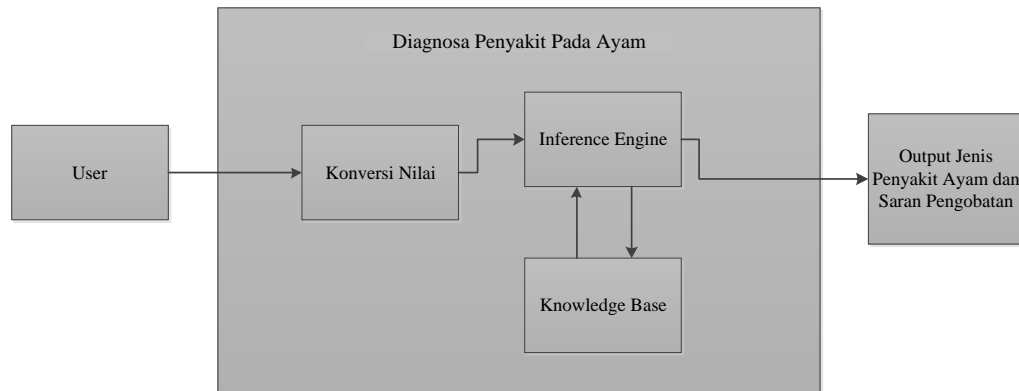 Diagnosa Penyakit Pada Ayam
User
Konversi Nilai
Inference Engine
Knowledge Base
Output Jenis
Penyakit Ayam dan
Saran Pengobatan